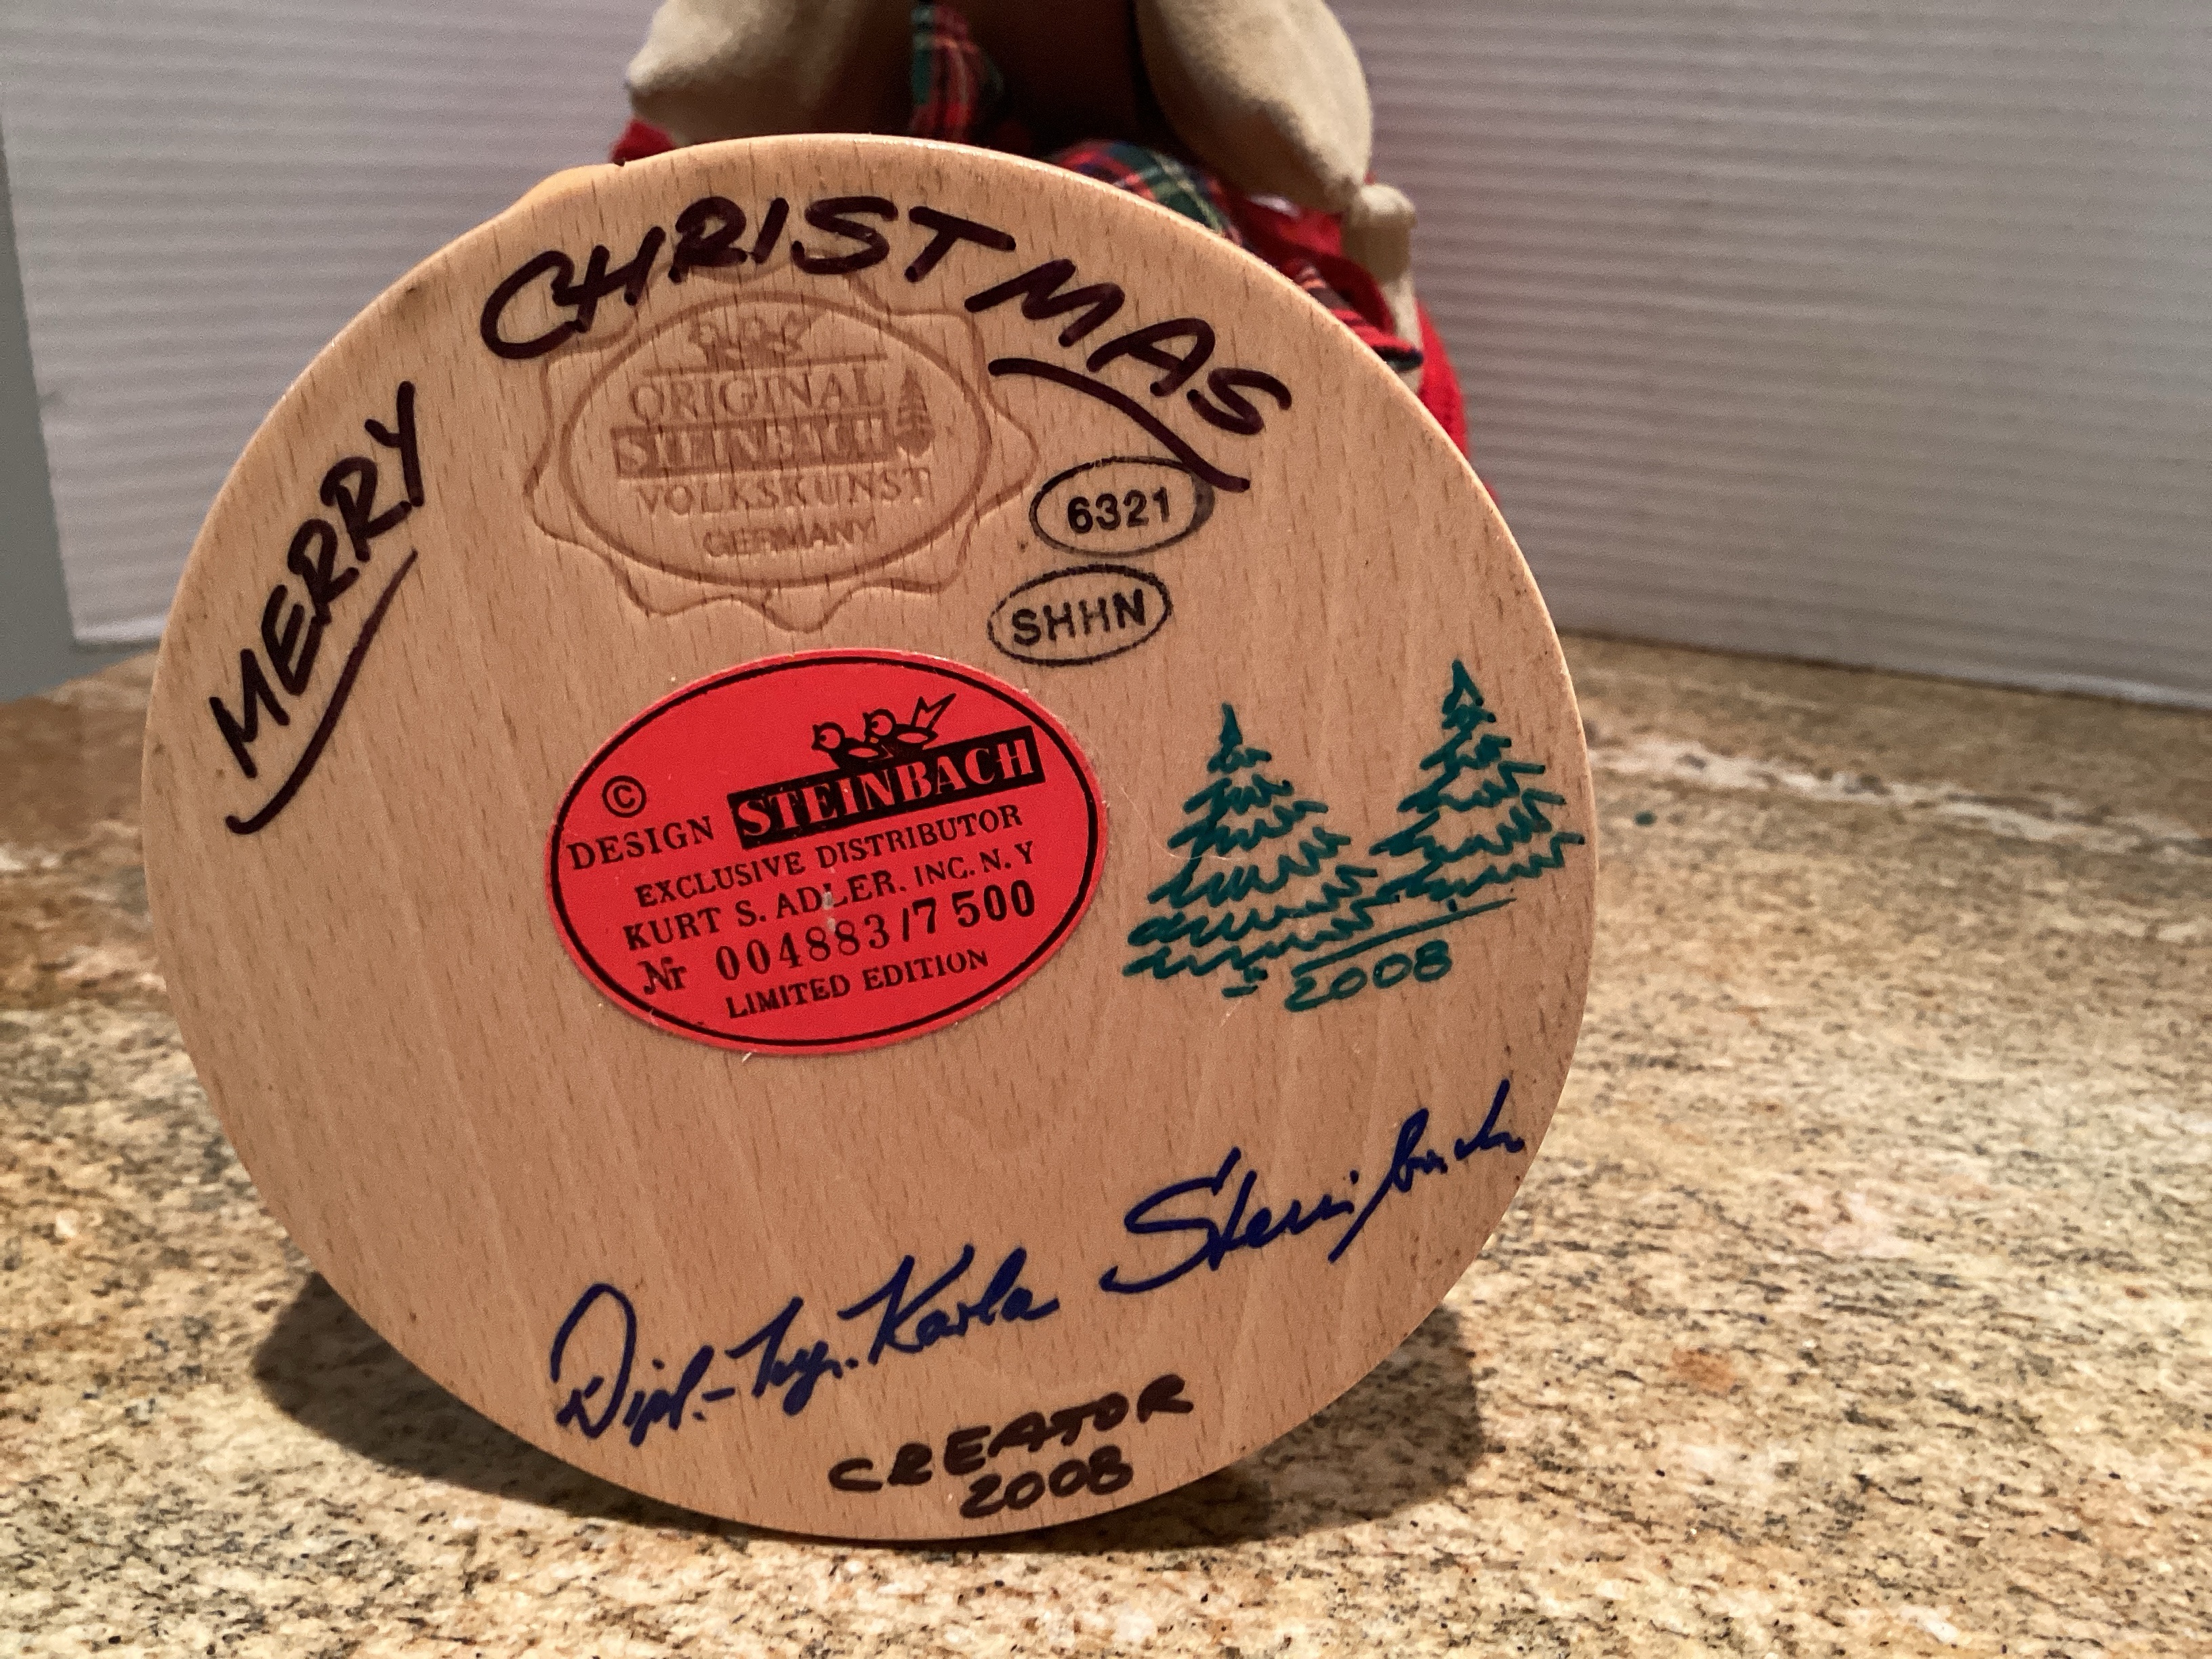 MERRY CHRISTMAS
ORIGINAL
STEINBACH
VOLKSKUNST
GERMANY
6321
SHHN
© DESIGN STEINBACH
EXCLUSIVE DISTRIBUTOR
KURT S. ADLER. INC. N. Y
Nr 004883/7500
LIMITED EDITION
2008
Dipl.-Ing. Karla Steinbach
CREATOR
2008